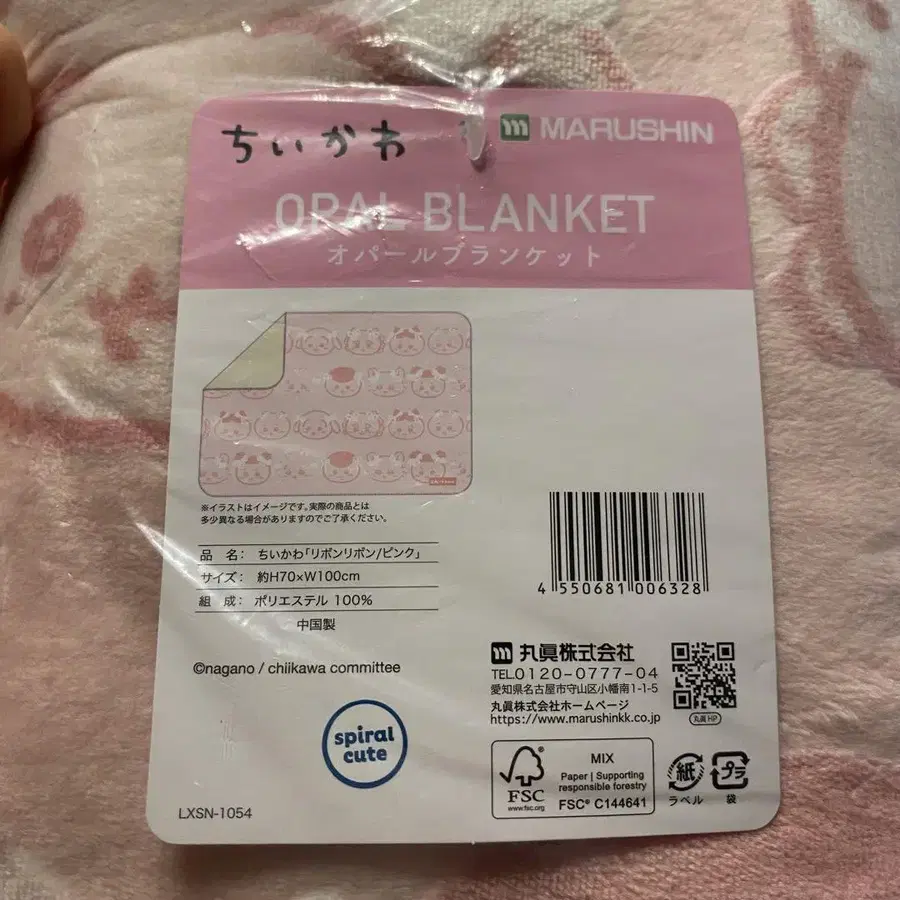 ちいかわ
MARUSHIN
OPAL BLANKET
オパールブランケット
※イラストはイメージです。実際の商品とは
多少異なる場合がありますのでご了承ください。
品 名: ちいかわ「リボンリボン/ピンク」
サイズ: 約H70×W100cm
組 成: ポリエステル 100%
中国製
©nagano / chiikawa committee
spiral
cute
LXSN-1054
4 550681 006328
丸眞株式会社
TEL.0120-0777-04
愛知県名古屋市守山区小幡南1-1-5
丸眞株式会社ホームページ
https://www.marushinkk.co.jp
丸眞 HP
FSC
www.fsc.org
MIX
Paper | Supporting
responsible forestry
FSC® C144641
紙
ラベル
プラ
袋